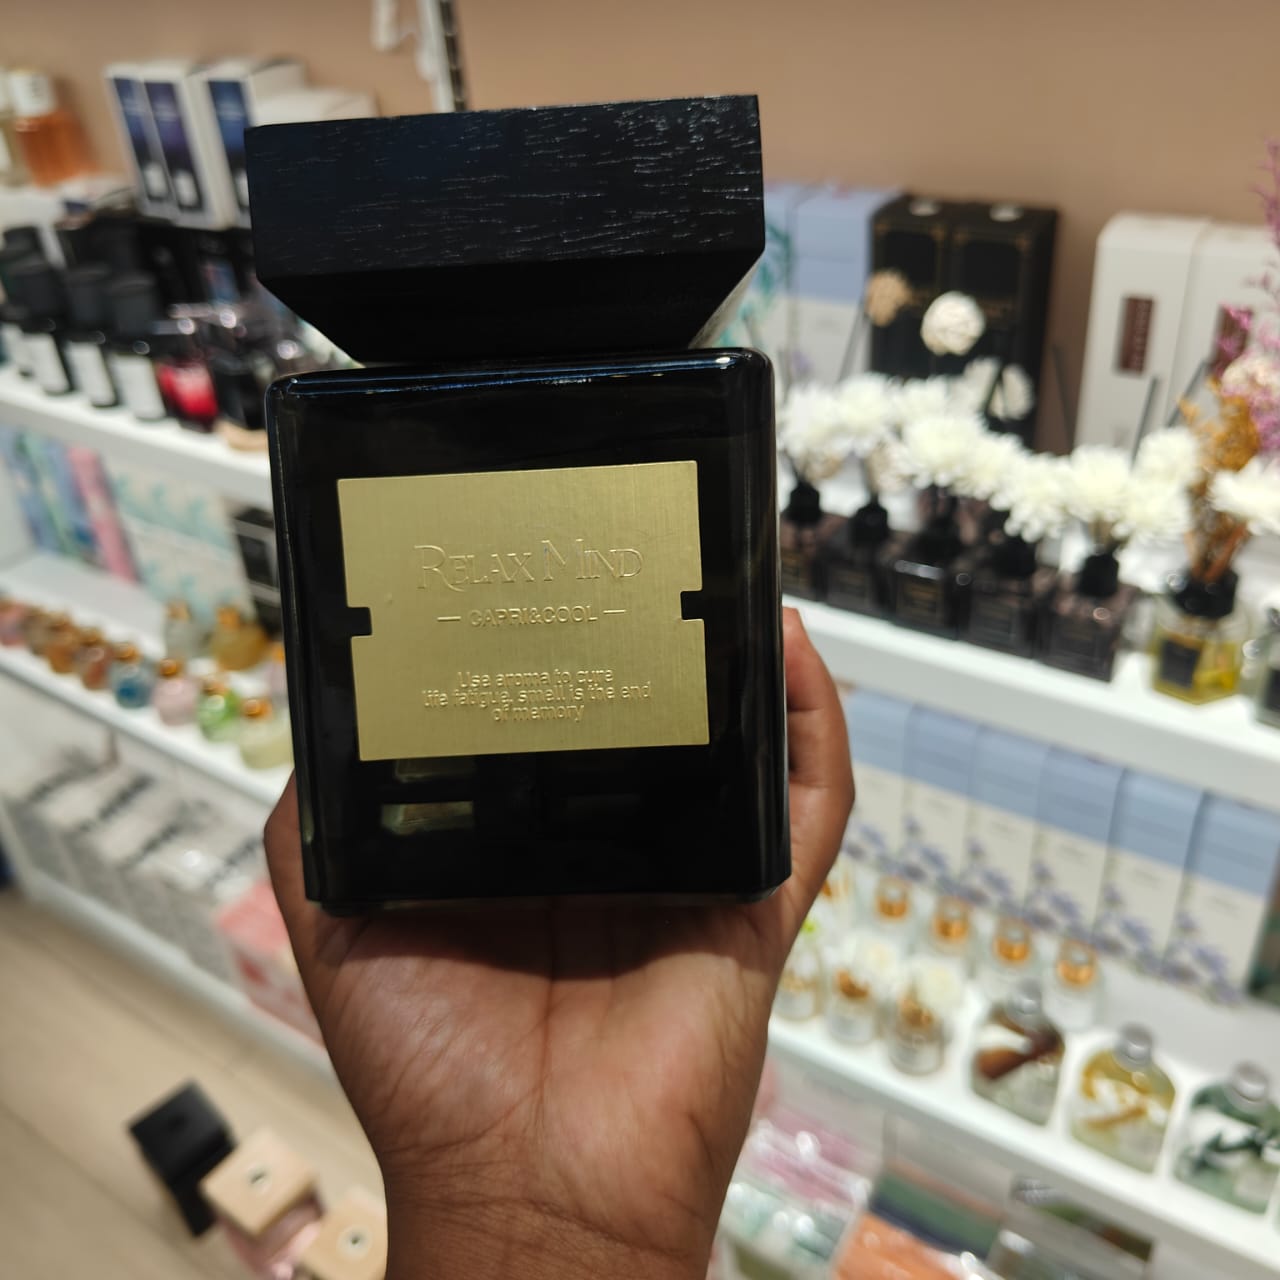 RELAX MIND
— CAPRI&COOL —
Use aroma to cure
life fatigue, smell is the end
of memory